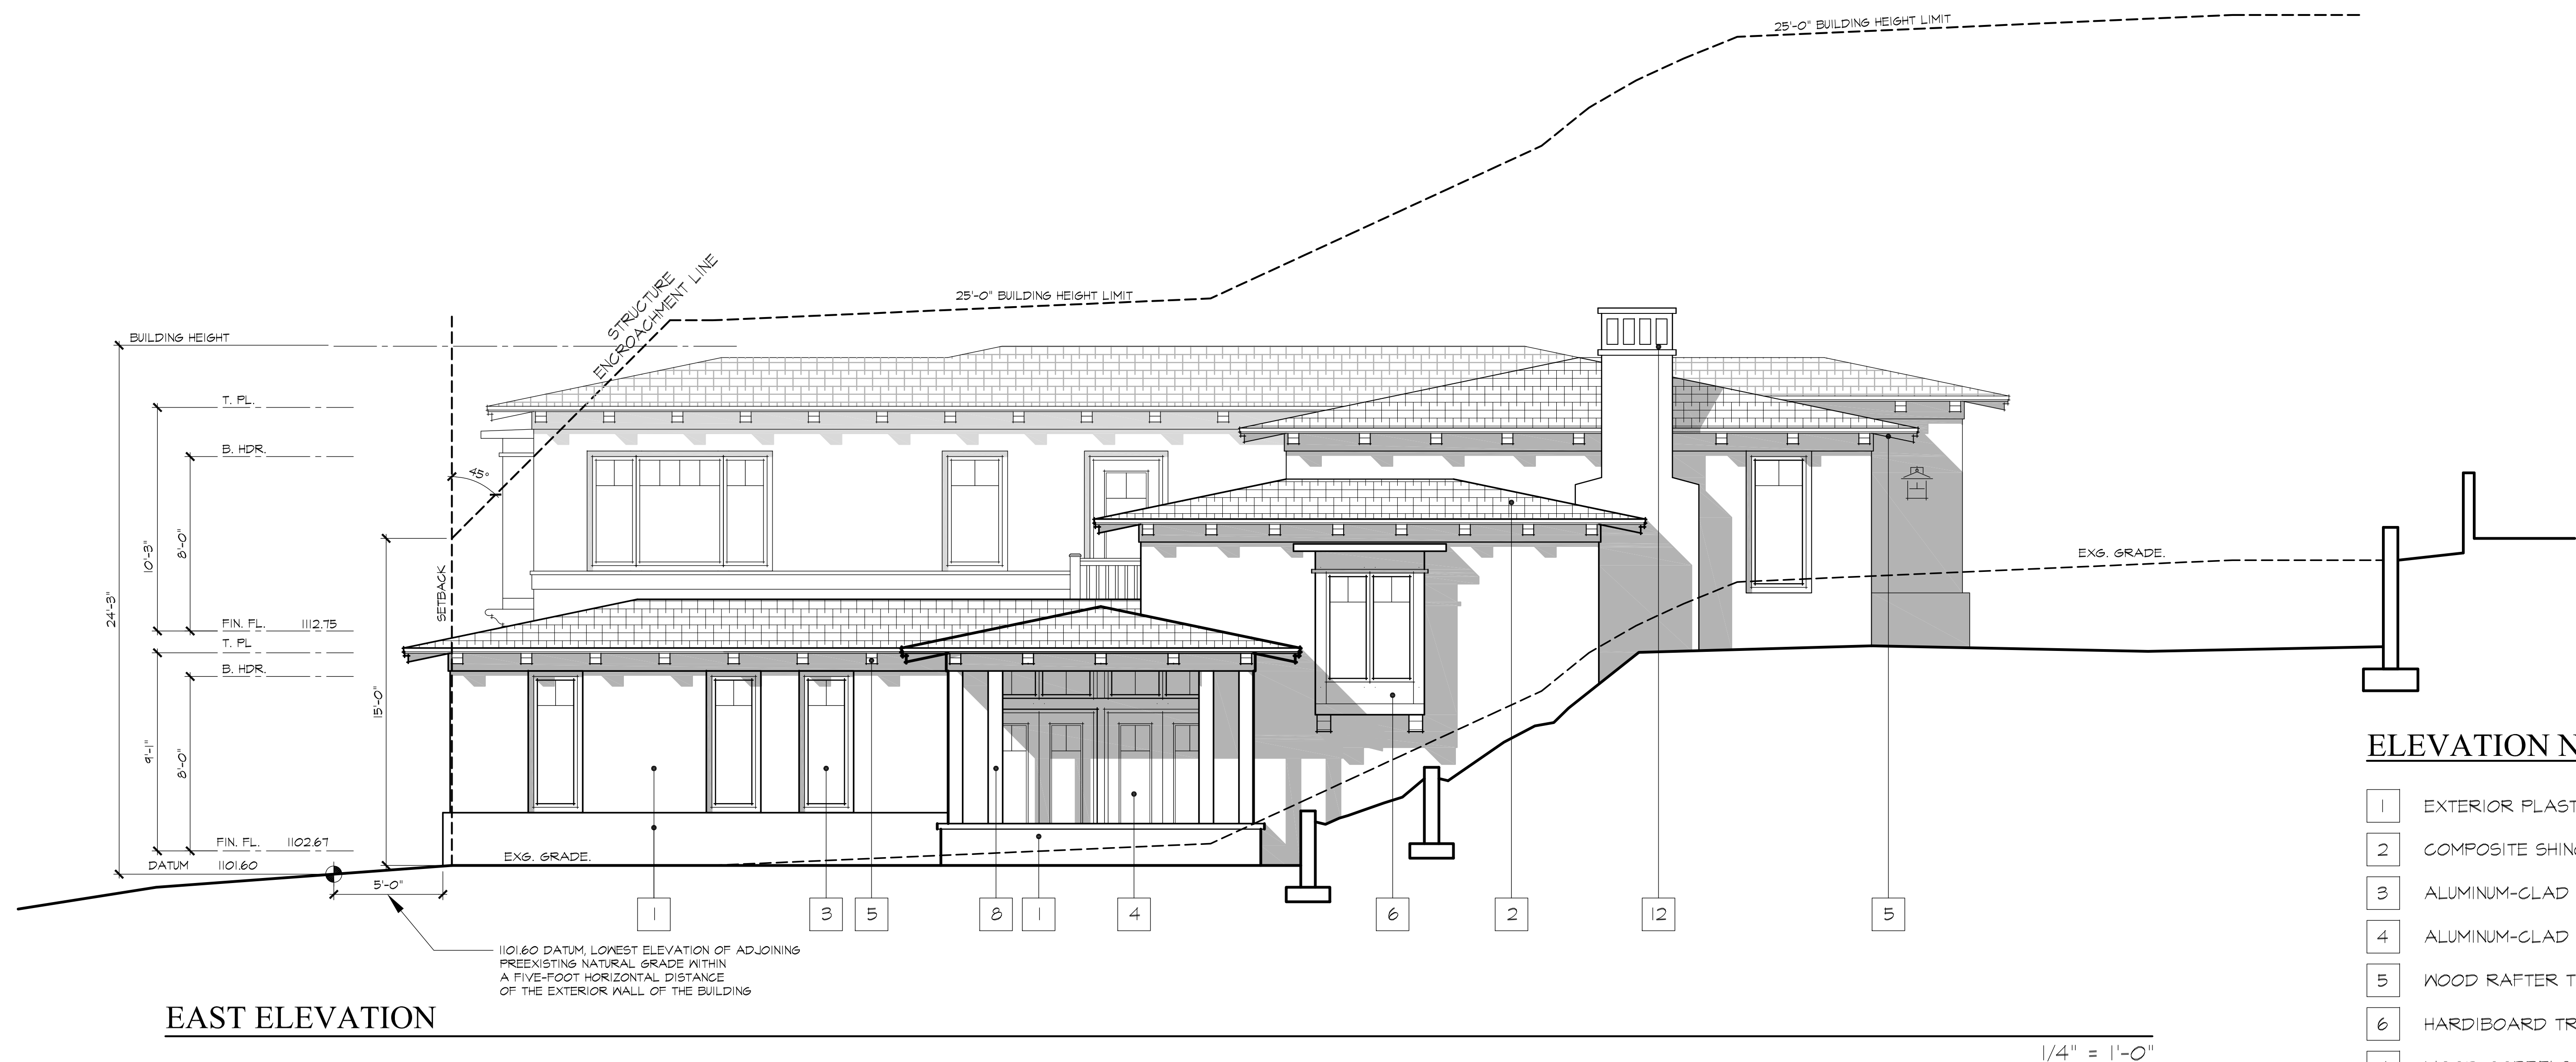 25'-0" BUILDING HEIGHT LIMIT
STRUCTURE
ENCROACHMENT LINE
25'-0" BUILDING HEIGHT LIMIT
BUILDING HEIGHT
T. PL.
B. HDR.
45°
10'-3"
8'-0"
24'-3"
SETBACK
EXG. GRADE.
FIN. FL. 1112.75
T. PL
B. HDR.
15'-0"
9'-1"
8'-0"
FIN. FL. 1102.67
DATUM 1101.60
EXG. GRADE.
5'-0"
1
3
5
8
1
4
6
2
12
5
1101.60 DATUM, LOWEST ELEVATION OF ADJOINING
PREEXISTING NATURAL GRADE WITHIN
A FIVE-FOOT HORIZONTAL DISTANCE
OF THE EXTERIOR WALL OF THE BUILDING
EAST ELEVATION
1/4" = 1'-0"
ELEVATION N
1 EXTERIOR PLAST
2 COMPOSITE SHIN
3 ALUMINUM-CLAD
4 ALUMINUM-CLAD
5 WOOD RAFTER T
6 HARDIBOARD TR